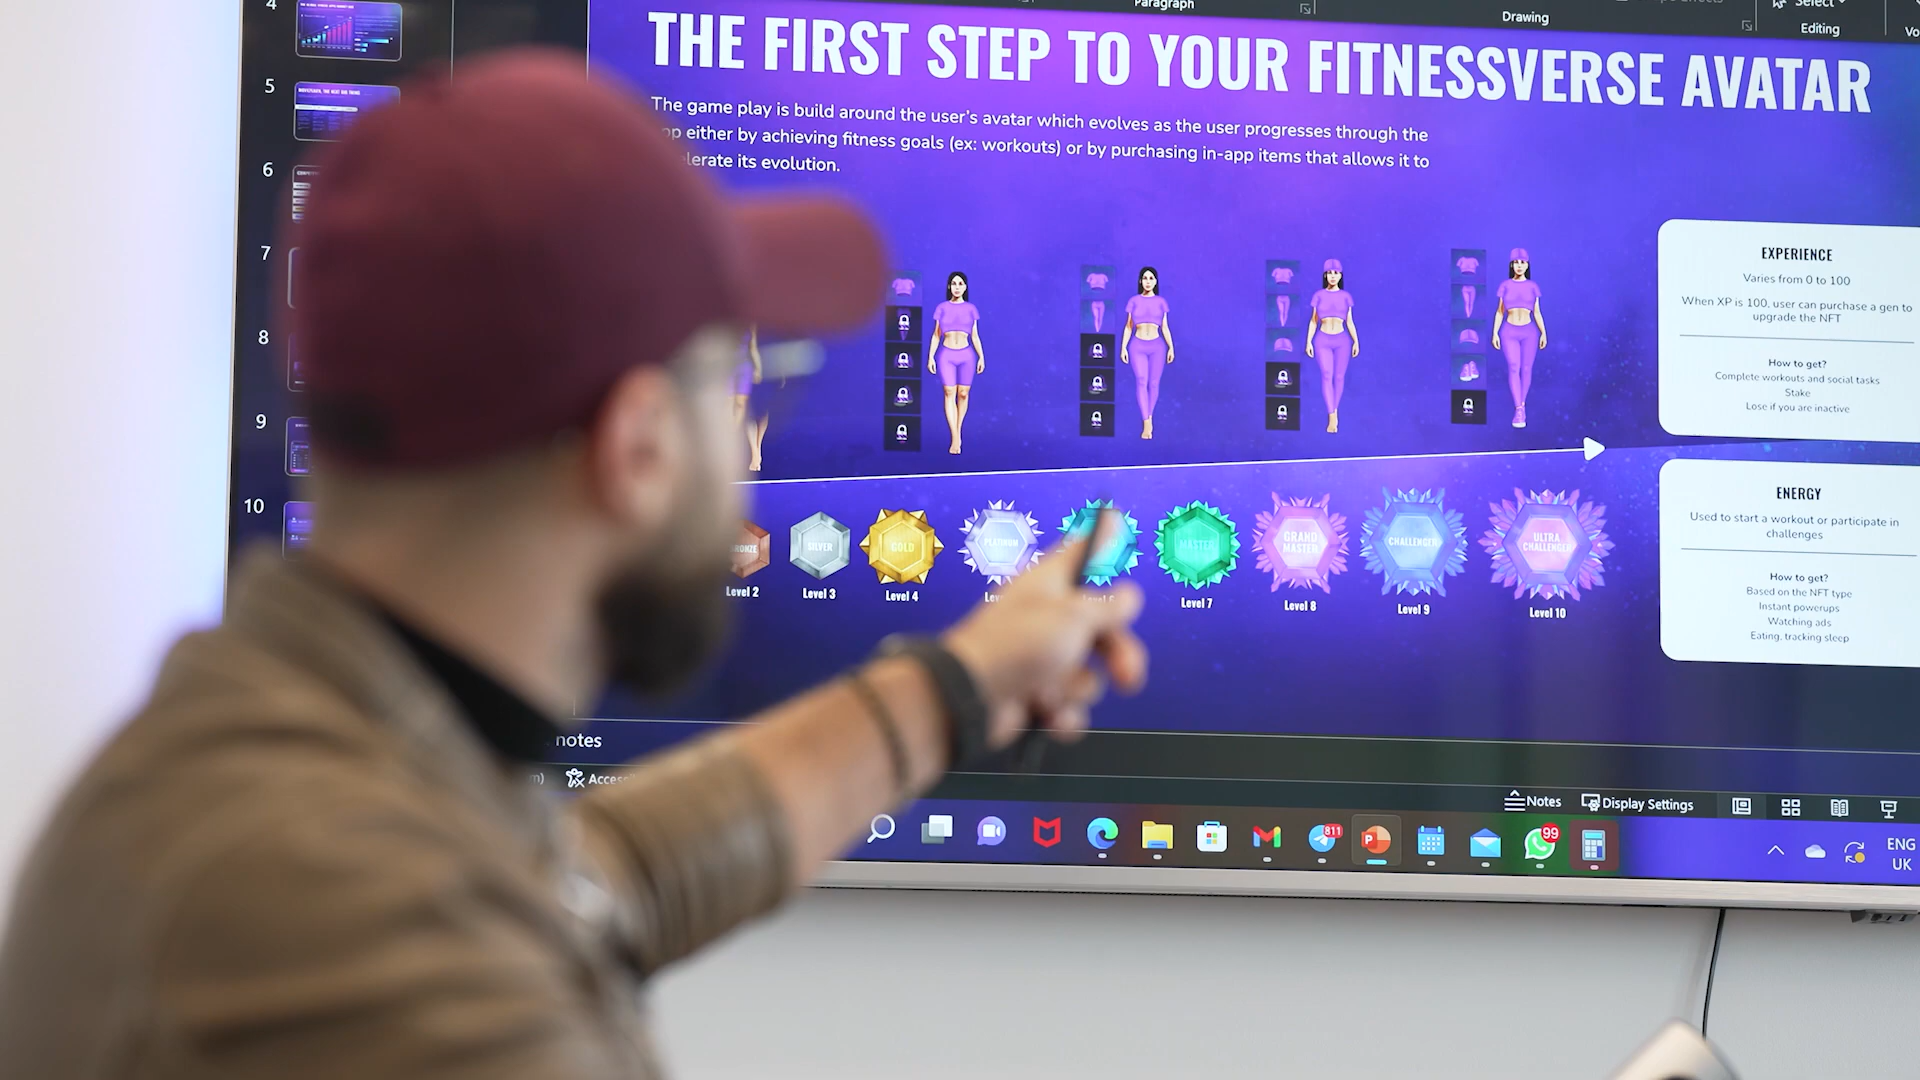 Paragraph
Drawing
Select
Editing
4
5
6
7
8
9
10
THE FIRST STEP TO YOUR FITNESSVERSE AVATAR
The game play is build around the user's avatar which evolves as the user progresses through the
either by achieving fitness goals (ex: workouts) or by purchasing in-app items that allows it to
its evolution.
EXPERIENCE
Varies from 0 to 100
When XP is 100, user can purchase a gen to
upgrade the NFT
How to get?
Complete workouts and social tasks
Stake
Lose if you are inactive
ENERGY
Used to start a workout or participate in
challenges
How to get?
Based on the NFT type
Instant powerups
Watching ads
Eating, tracking sleep
SILVER
GOLD
PLATINUM
MASTER
GRAND
MASTER
CHALLENGER
ULTRA
CHALLENGER
Level 2
Level 3
Level 4
Level 7
Level 8
Level 9
Level 10
notes
Notes
Display Settings
811
P
99
ENG
UK